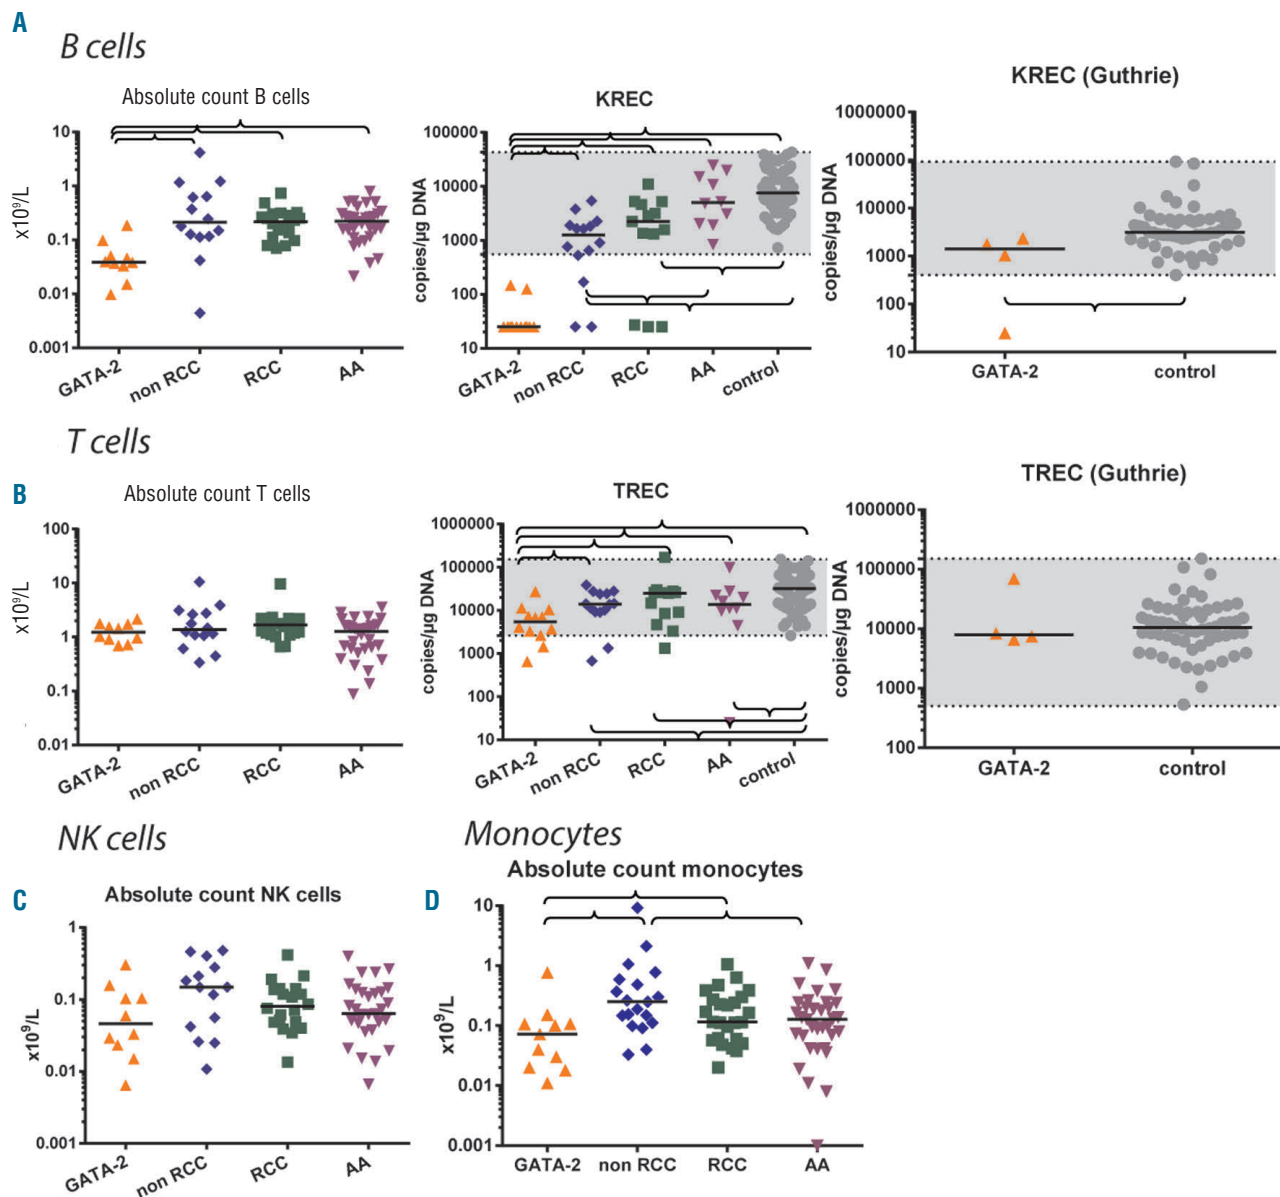 A
B cells
Absolute count B cells
x10⁹/L
10
1
0.1
0.01
0.001
GATA-2
non RCC
RCC
AA
KREC
copies/µg DNA
100000
10000
1000
100
10
GATA-2
non RCC
RCC
AA
control
KREC (Guthrie)
copies/µg DNA
1000000
100000
10000
1000
100
10
GATA-2
control
T cells
B
Absolute count T cells
x10⁹/L
100
10
1
0.1
0.01
GATA-2
non RCC
RCC
AA
TREC
copies/µg DNA
1000000
100000
10000
1000
100
10
GATA-2
non RCC
RCC
AA
control
TREC (Guthrie)
copies/µg DNA
1000000
100000
10000
1000
100
GATA-2
control
NK cells
C
Absolute count NK cells
x10⁹/L
1
0.1
0.01
0.001
GATA-2
non RCC
RCC
AA
Monocytes
D
Absolute count monocytes
x10⁹/L
10
1
0.1
0.01
0.001
GATA-2
non RCC
RCC
AA